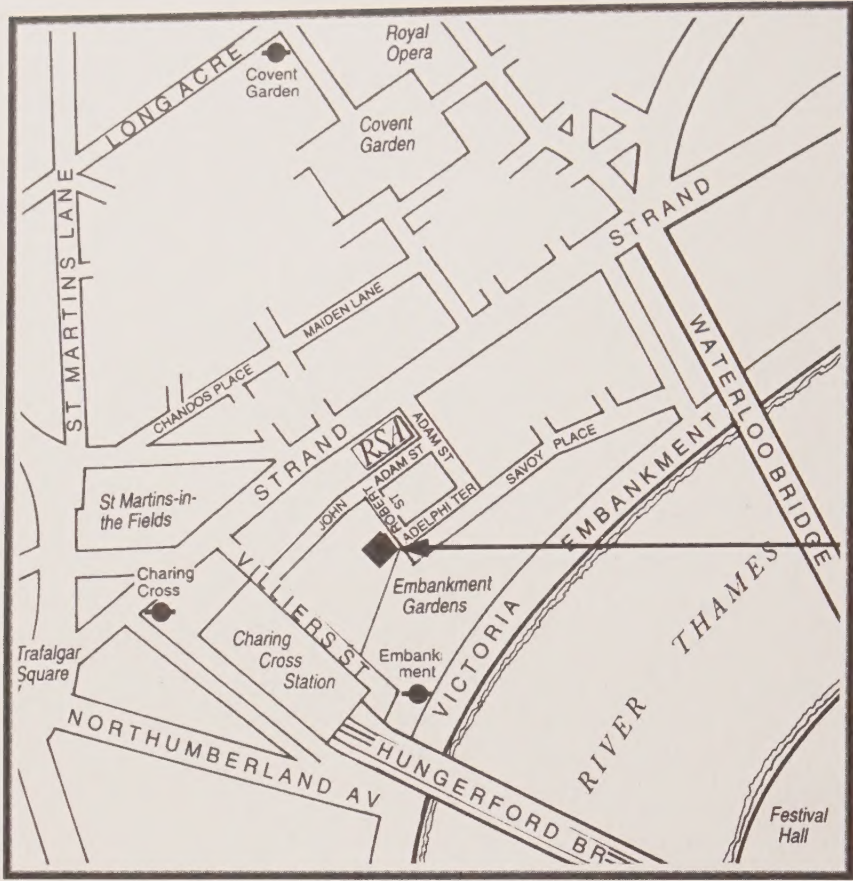 Royal
Opera
LONG ACRE
Covent
Garden
Covent
Garden
ST MARTINS LANE
STRAND
MAIDEN LANE
CHANDOS PLACE
WATERLOO BRIDGE
STRAND
RSA
ADAM ST
JOHN ADAM ST
ROBERT ST
ADELPHI TER
SAVOY PLACE
St Martins-in-
the Fields
VICTORIA EMBANKMENT
Charing
Cross
VILLIERS ST
Embankment
Gardens
Charing
Cross
Station
Embank
ment
Trafalgar
Square
RIVER THAMES
NORTHUMBERLAND AV
HUNGERFORD BR
Festival
Hall